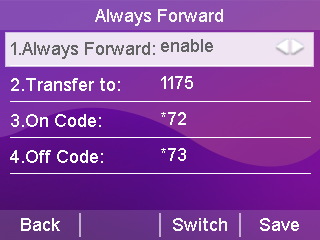 Always Forward
1.Always Forward: enable
2.Transfer to: 1175
3.On Code: *72
4.Off Code: *73
Back Switch Save